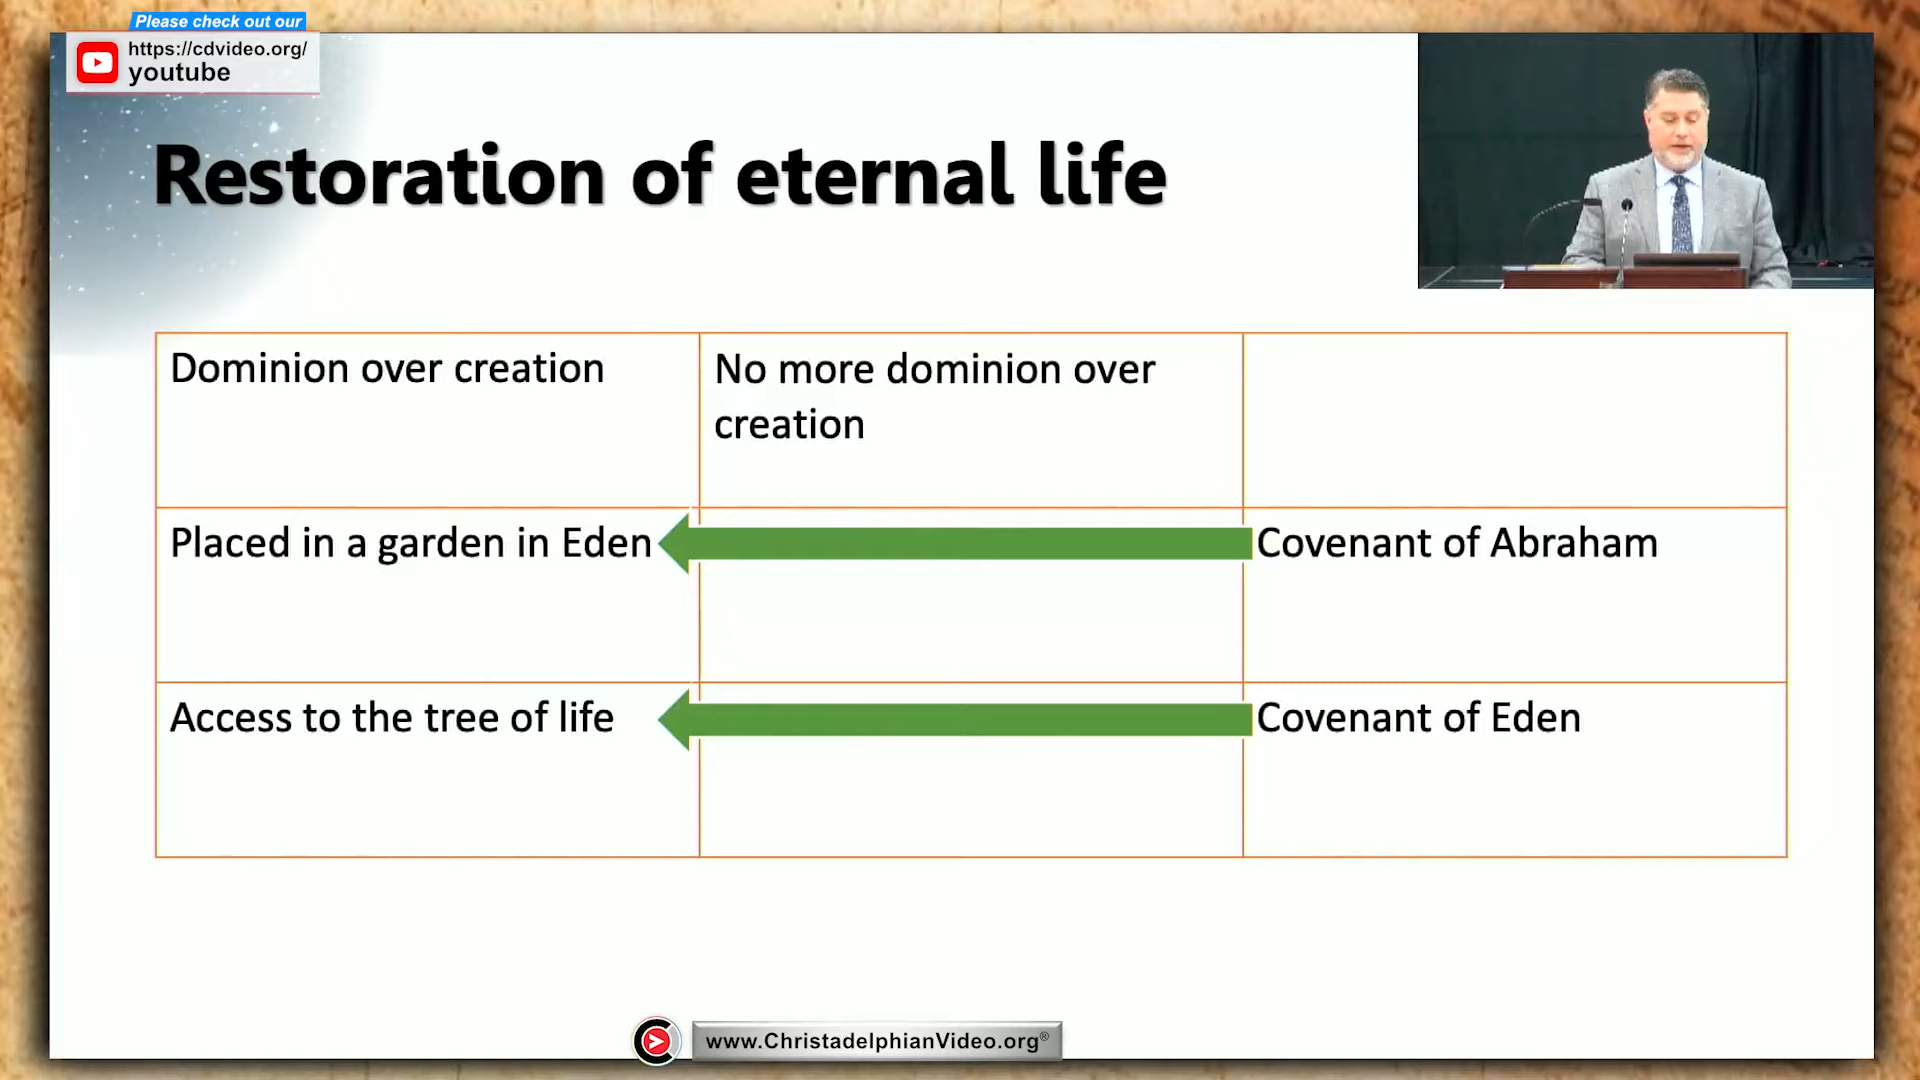 Please check out our
https://cdvideo.org/
youtube
Restoration of eternal life
Dominion over creation
No more dominion over
creation
Placed in a garden in Eden
Covenant of Abraham
Access to the tree of life
Covenant of Eden
www.ChristadelphianVideo.org®